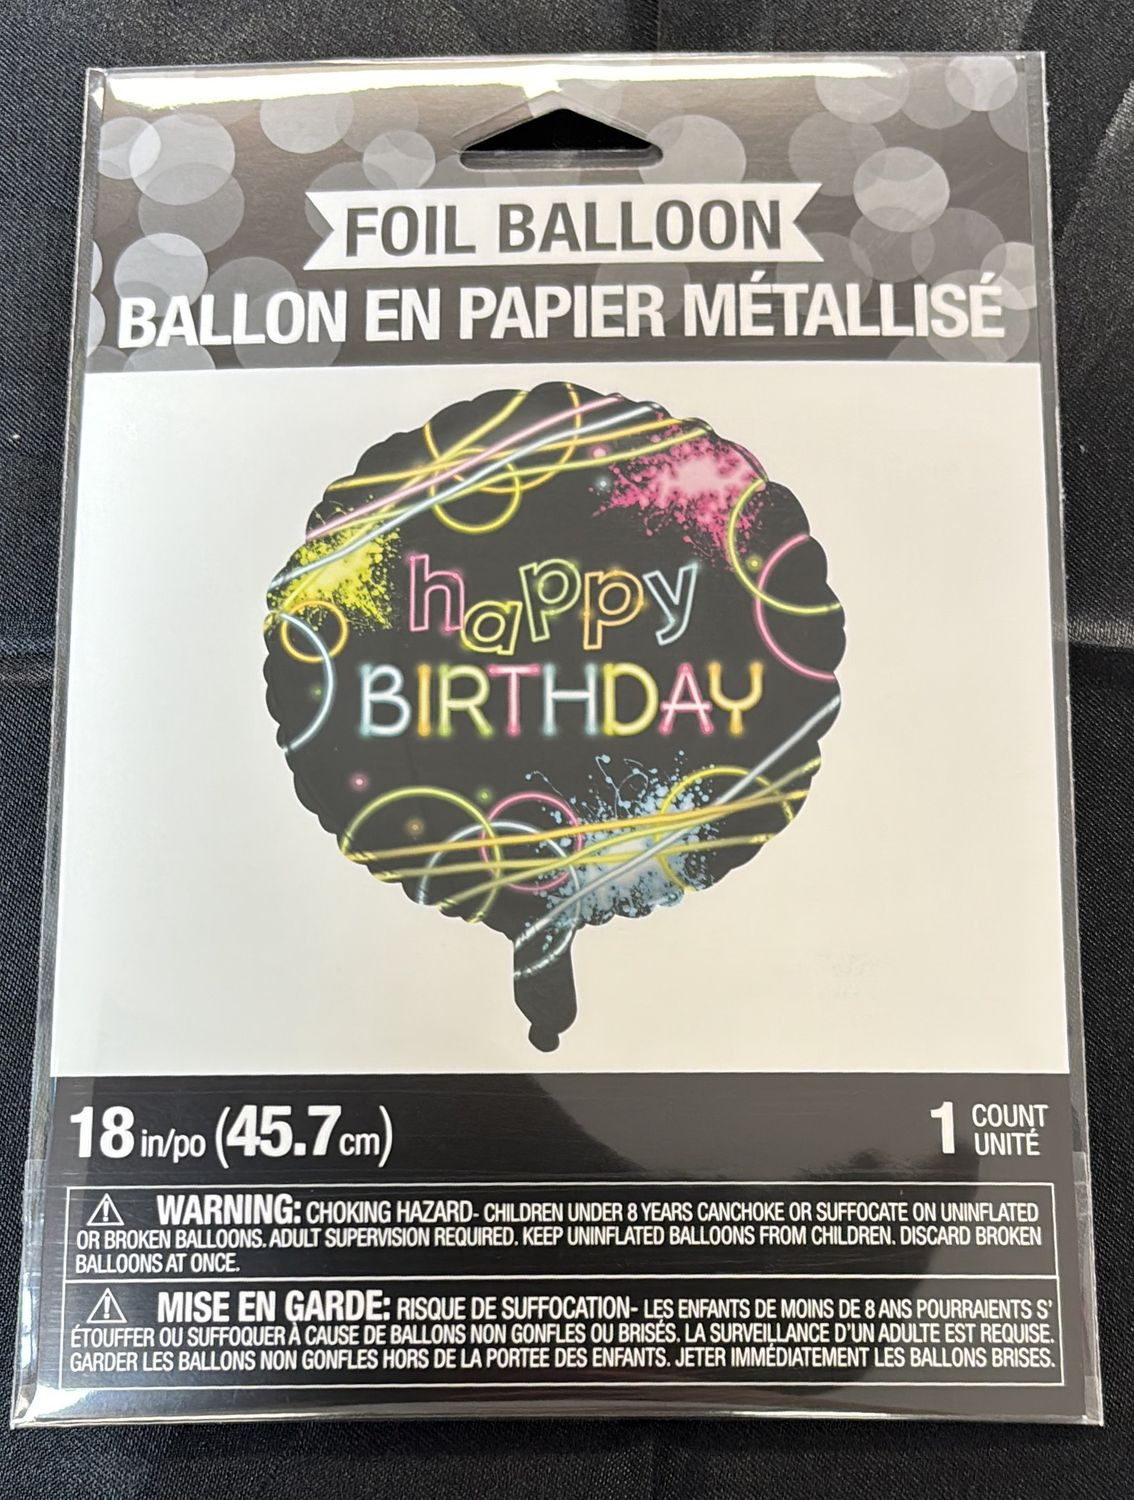 FOIL BALLOON
BALLON EN PAPIER MÉTALLISÉ
happy
BIRTHDAY
18 in/po (45.7cm)
1 COUNT
UNITÉ
WARNING: CHOKING HAZARD- CHILDREN UNDER 8 YEARS CANCHOKE OR SUFFOCATE ON UNINFLATED
OR BROKEN BALLOONS. ADULT SUPERVISION REQUIRED. KEEP UNINFLATED BALLOONS FROM CHILDREN. DISCARD BROKEN
BALLOONS AT ONCE.
MISE EN GARDE: RISQUE DE SUFFOCATION- LES ENFANTS DE MOINS DE 8 ANS POURRAIENTS S'
ÉTOUFFER OU SUFFOQUER À CAUSE DE BALLONS NON GONFLES OU BRISÉS. LA SURVEILLANCE D'UN ADULTE EST REQUISE.
GARDER LES BALLONS NON GONFLES HORS DE LA PORTEE DES ENFANTS. JETER IMMÉDIATEMENT LES BALLONS BRISES.